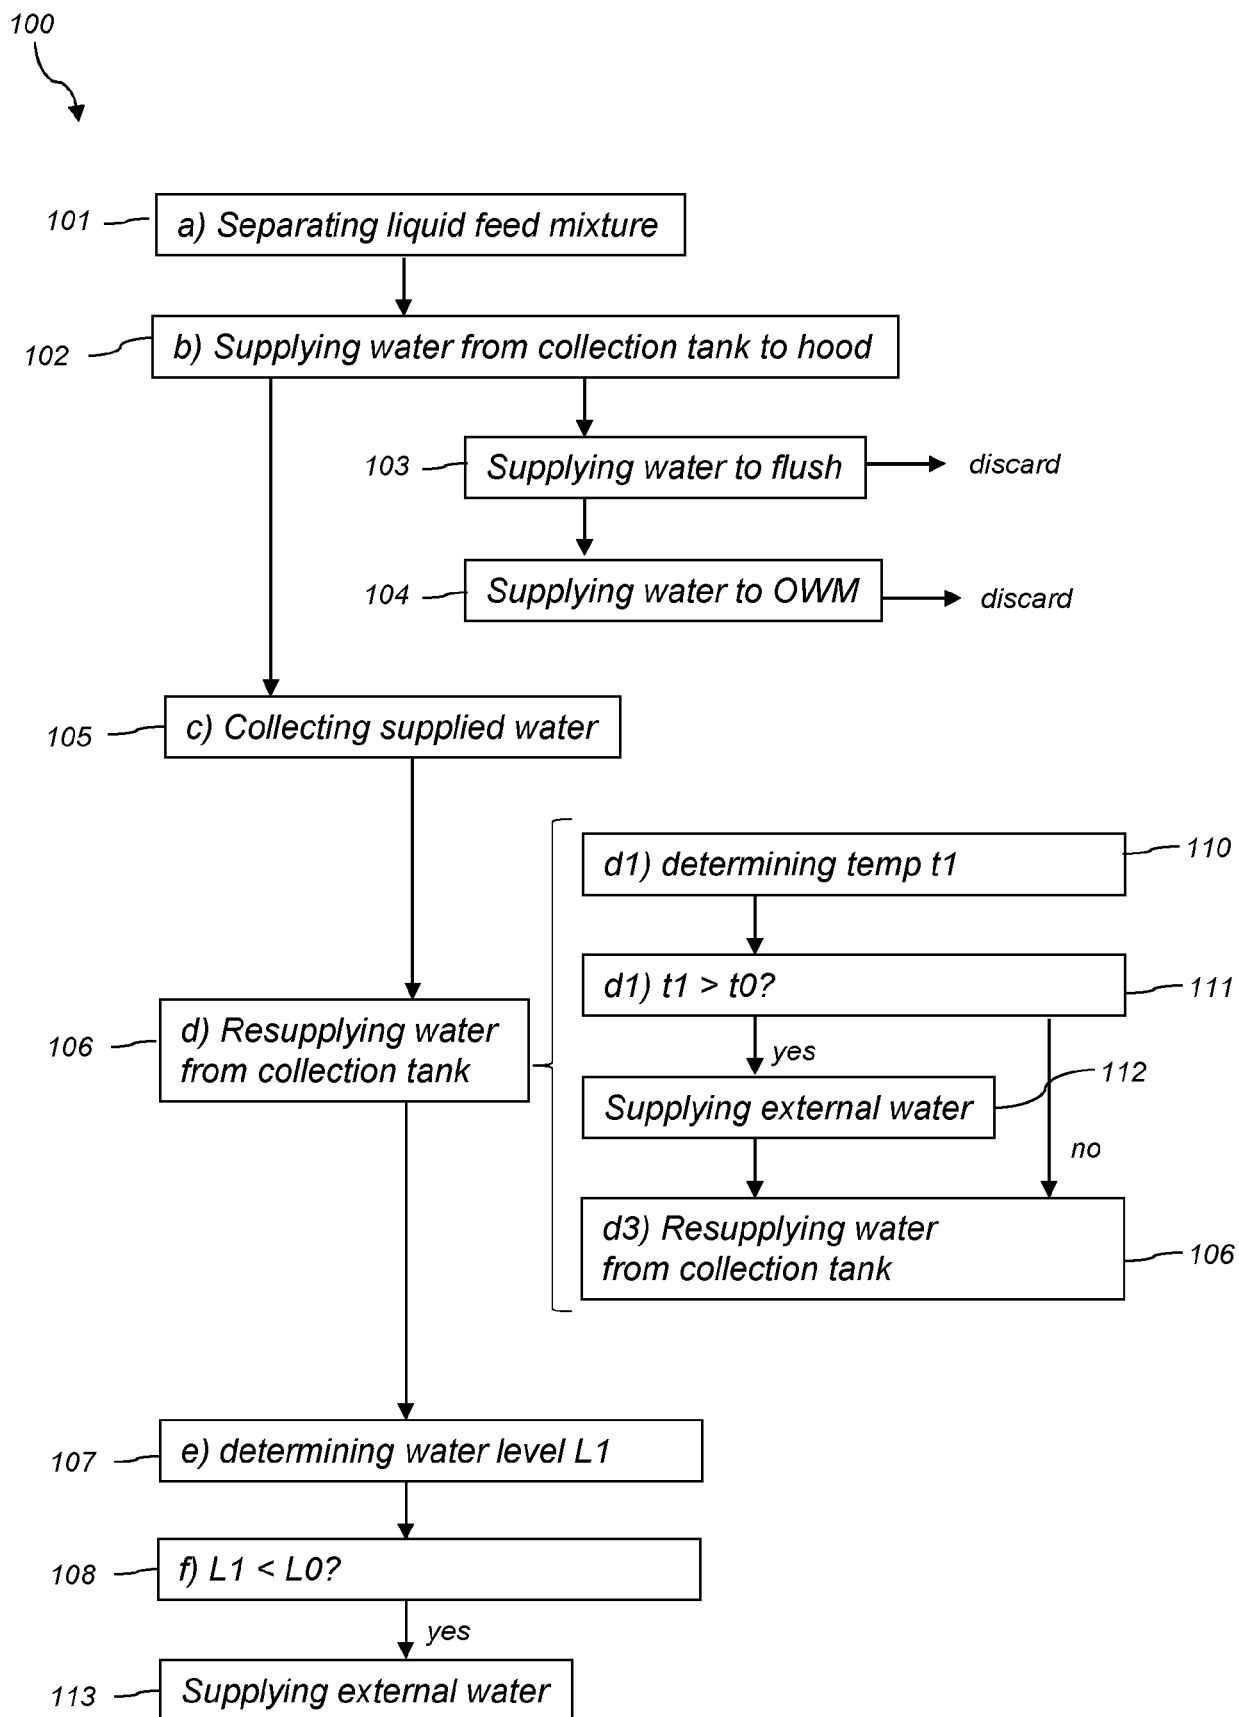 100
101
a) Separating liquid feed mixture
102
b) Supplying water from collection tank to hood
103
Supplying water to flush
discard
104
Supplying water to OWM
discard
105
c) Collecting supplied water
106
d) Resupplying water
from collection tank
d1) determining temp t1
110
d1) t1 > t0?
111
yes
112
Supplying external water
no
d3) Resupplying water
from collection tank
106
107
e) determining water level L1
108
f) L1 < L0?
yes
113
Supplying external water